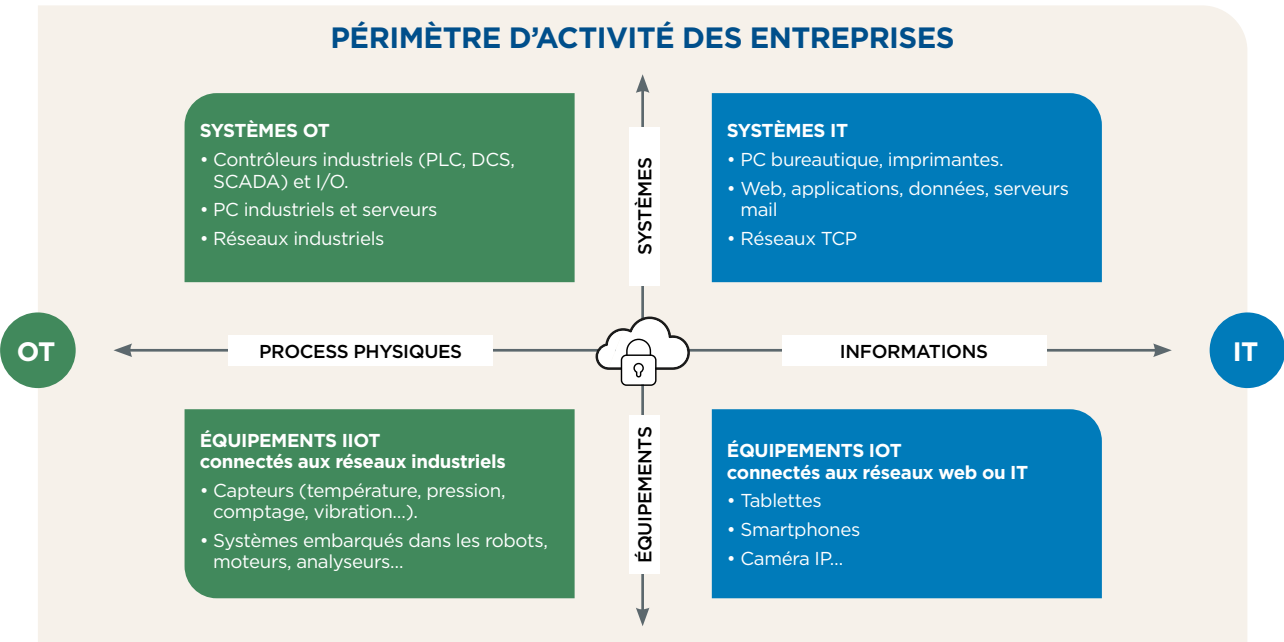 PÉRIMÈTRE D’ACTIVITÉ DES ENTREPRISES
SYSTÈMES OT
• Contrôleurs industriels (PLC, DCS,
SCADA) et I/O.
• PC industriels et serveurs
• Réseaux industriels
SYSTÈMES
SYSTÈMES IT
• PC bureautique, imprimantes.
• Web, applications, données, serveurs
mail
• Réseaux TCP
OT
PROCESS PHYSIQUES
INFORMATIONS
IT
ÉQUIPEMENTS IIOT
connectés aux réseaux industriels
• Capteurs (température, pression,
comptage, vibration...).
• Systèmes embarqués dans les robots,
moteurs, analyseurs...
ÉQUIPEMENTS
ÉQUIPEMENTS IOT
connectés aux réseaux web ou IT
• Tablettes
• Smartphones
• Caméra IP...